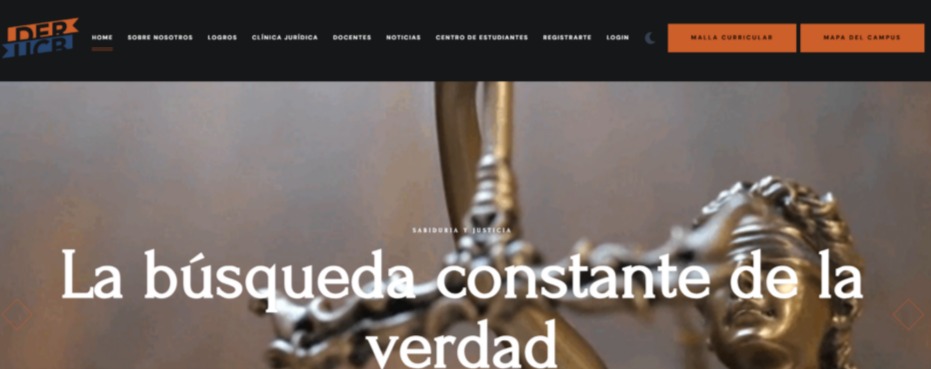 DER
UCB
HOME SOBRE NOSOTROS LOGROS CLÍNICA JURÍDICA DOCENTES NOTICIAS CENTRO DE ESTUDIANTES REGISTRARTE LOGIN MALLA CURRICULAR MAPA DEL CAMPUS
SABIDURIA Y JUSTICIA
La búsqueda constante de la
verdad